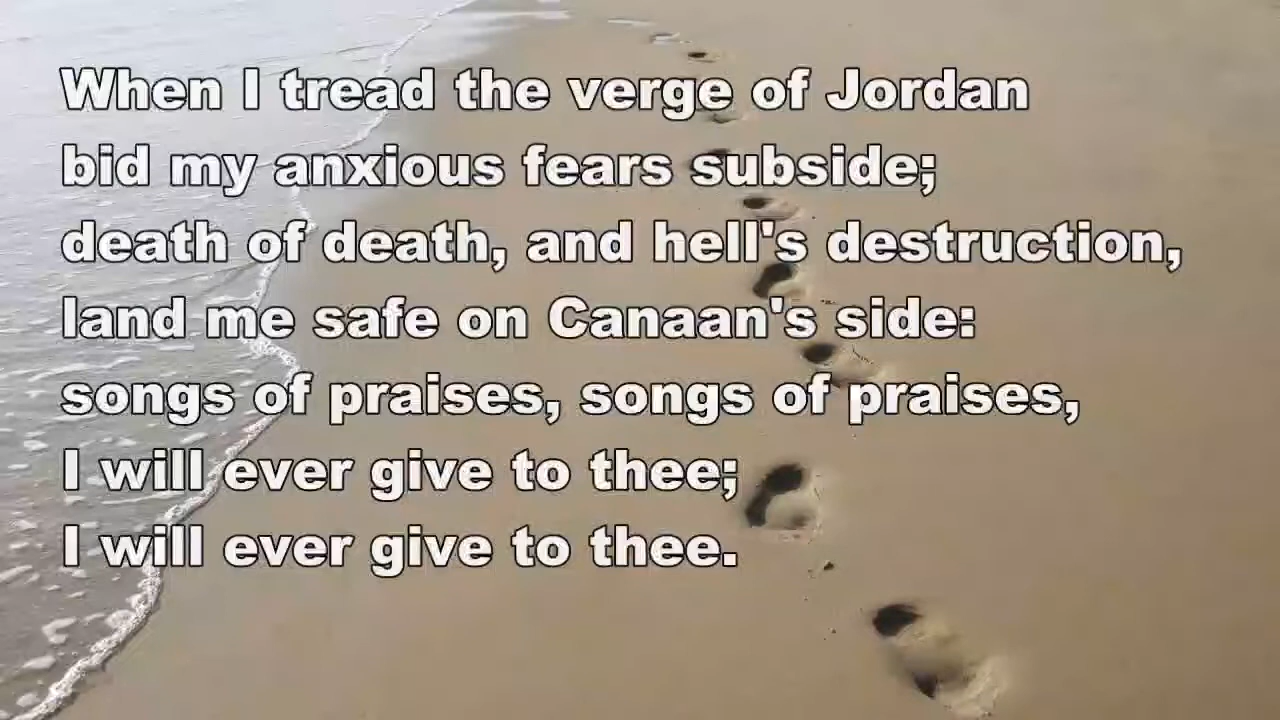 When I tread the verge of Jordan
bid my anxious fears subside;
death of death, and hell's destruction,
land me safe on Canaan's side:
songs of praises, songs of praises,
I will ever give to thee;
I will ever give to thee.